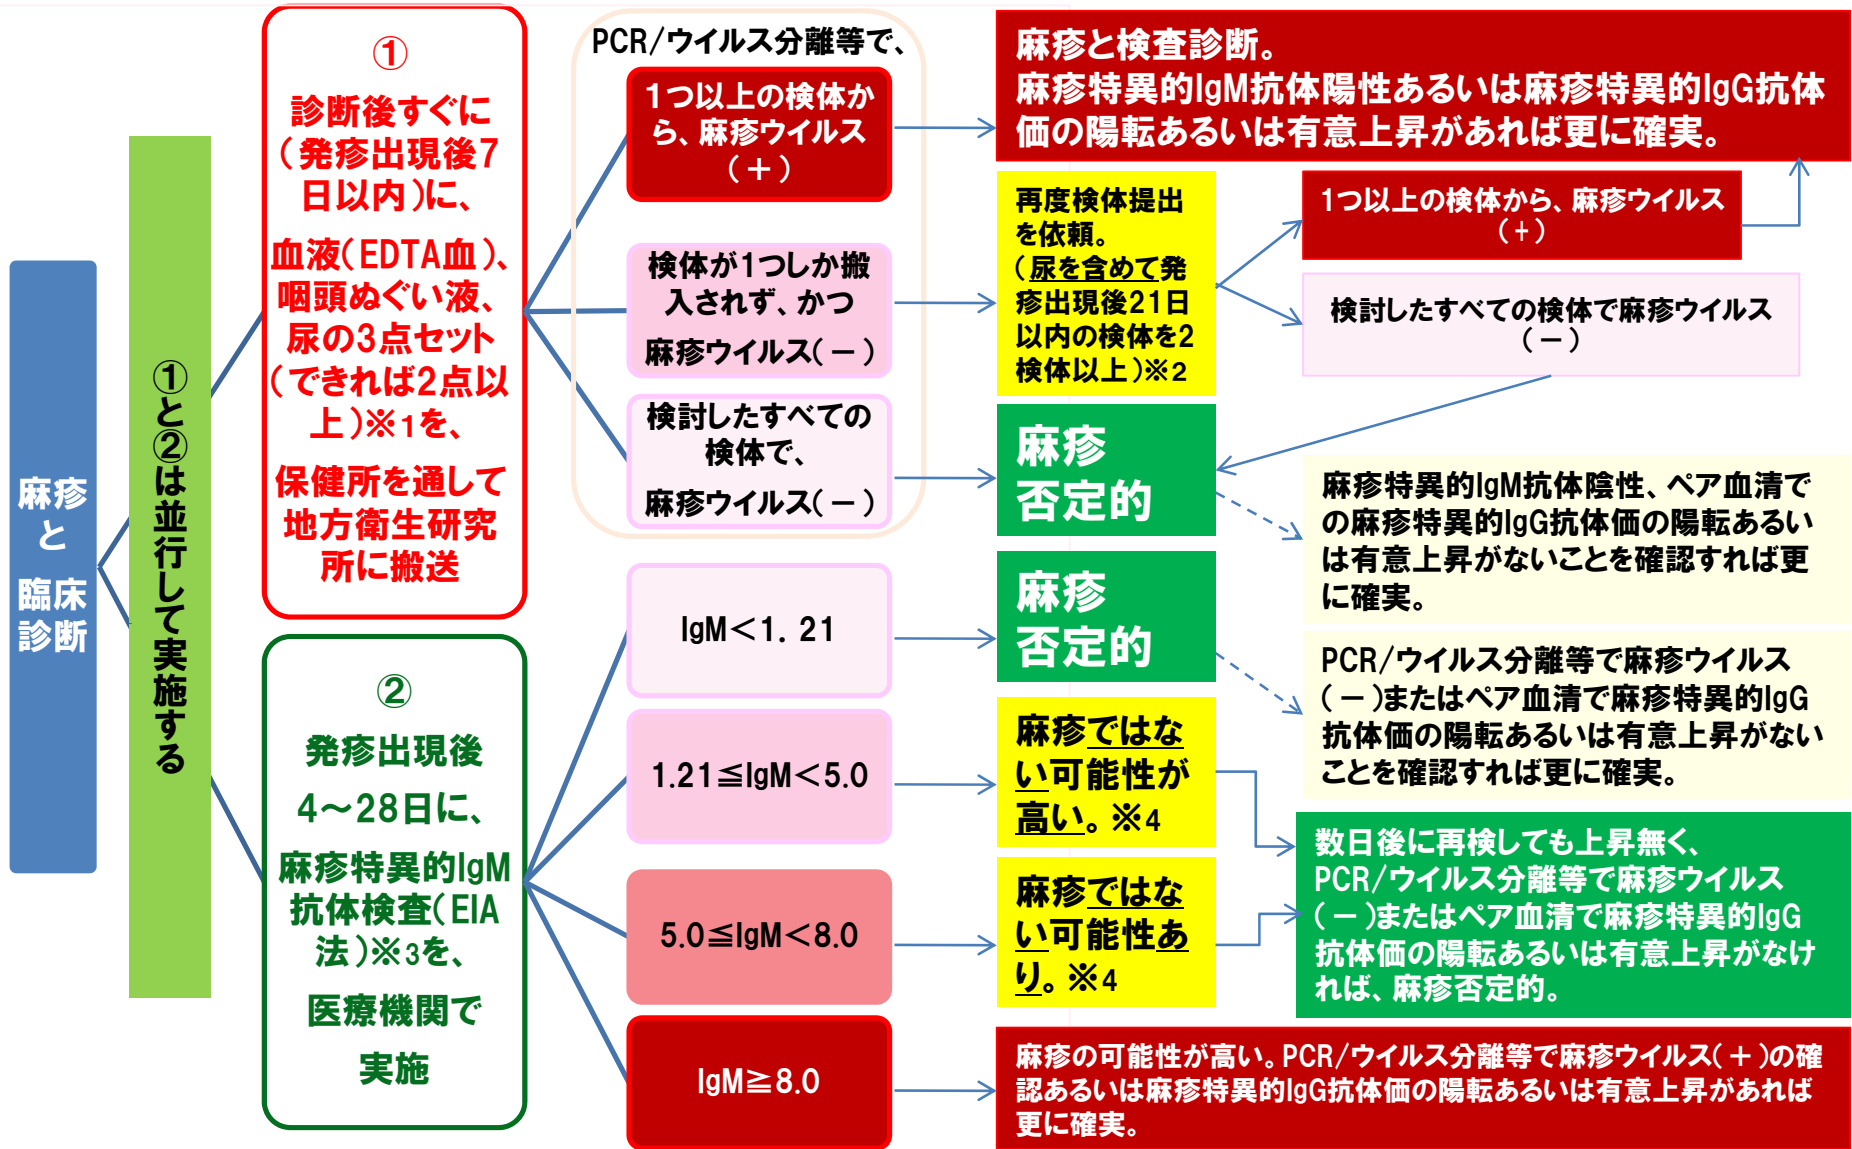 麻疹
と
臨床
診断
①と②は並行して実施する
①
診断後すぐに
（発疹出現後7
日以内）に、
血液（EDTA血）、
咽頭ぬぐい液、
尿の3点セット
（できれば2点以
上）※1を、
保健所を通して
地方衛生研究
所に搬送
②
発疹出現後
4～28日に、
麻疹特異的IgM
抗体検査（EIA
法）※3を、
医療機関で
実施
PCR/ウイルス分離等で、
1つ以上の検体か
ら、麻疹ウイルス
（＋）
検体が1つしか搬
入されず、かつ
麻疹ウイルス（－）
検討したすべての
検体で、
麻疹ウイルス（－）
IgM＜1．21
1.21≦IgM＜5.0
5.0≦IgM＜8.0
IgM≧8.0
麻疹と検査診断。
麻疹特異的IgM抗体陽性あるいは麻疹特異的IgG抗体
価の陽転あるいは有意上昇があれば更に確実。
再度検体提出
を依頼。
（尿を含めて発
疹出現後21日
以内の検体を2
検体以上）※2
1つ以上の検体から、麻疹ウイルス
（+）
検討したすべての検体で麻疹ウイルス
（－）
麻疹
否定的
麻疹特異的IgM抗体陰性、ペア血清で
の麻疹特異的IgG抗体価の陽転あるい
は有意上昇がないことを確認すれば更
に確実。
麻疹
否定的
PCR/ウイルス分離等で麻疹ウイルス
（－）またはペア血清で麻疹特異的IgG
抗体価の陽転あるいは有意上昇がない
ことを確認すれば更に確実。
麻疹ではな
い可能性が
高い。※4
麻疹ではな
い可能性あ
り。※4
数日後に再検しても上昇無く、
PCR/ウイルス分離等で麻疹ウイルス
（－）またはペア血清で麻疹特異的IgG
抗体価の陽転あるいは有意上昇がなけ
れば、麻疹否定的。
麻疹の可能性が高い。PCR/ウイルス分離等で麻疹ウイルス（＋）の確
認あるいは麻疹特異的IgG抗体価の陽転あるいは有意上昇があれば
更に確実。